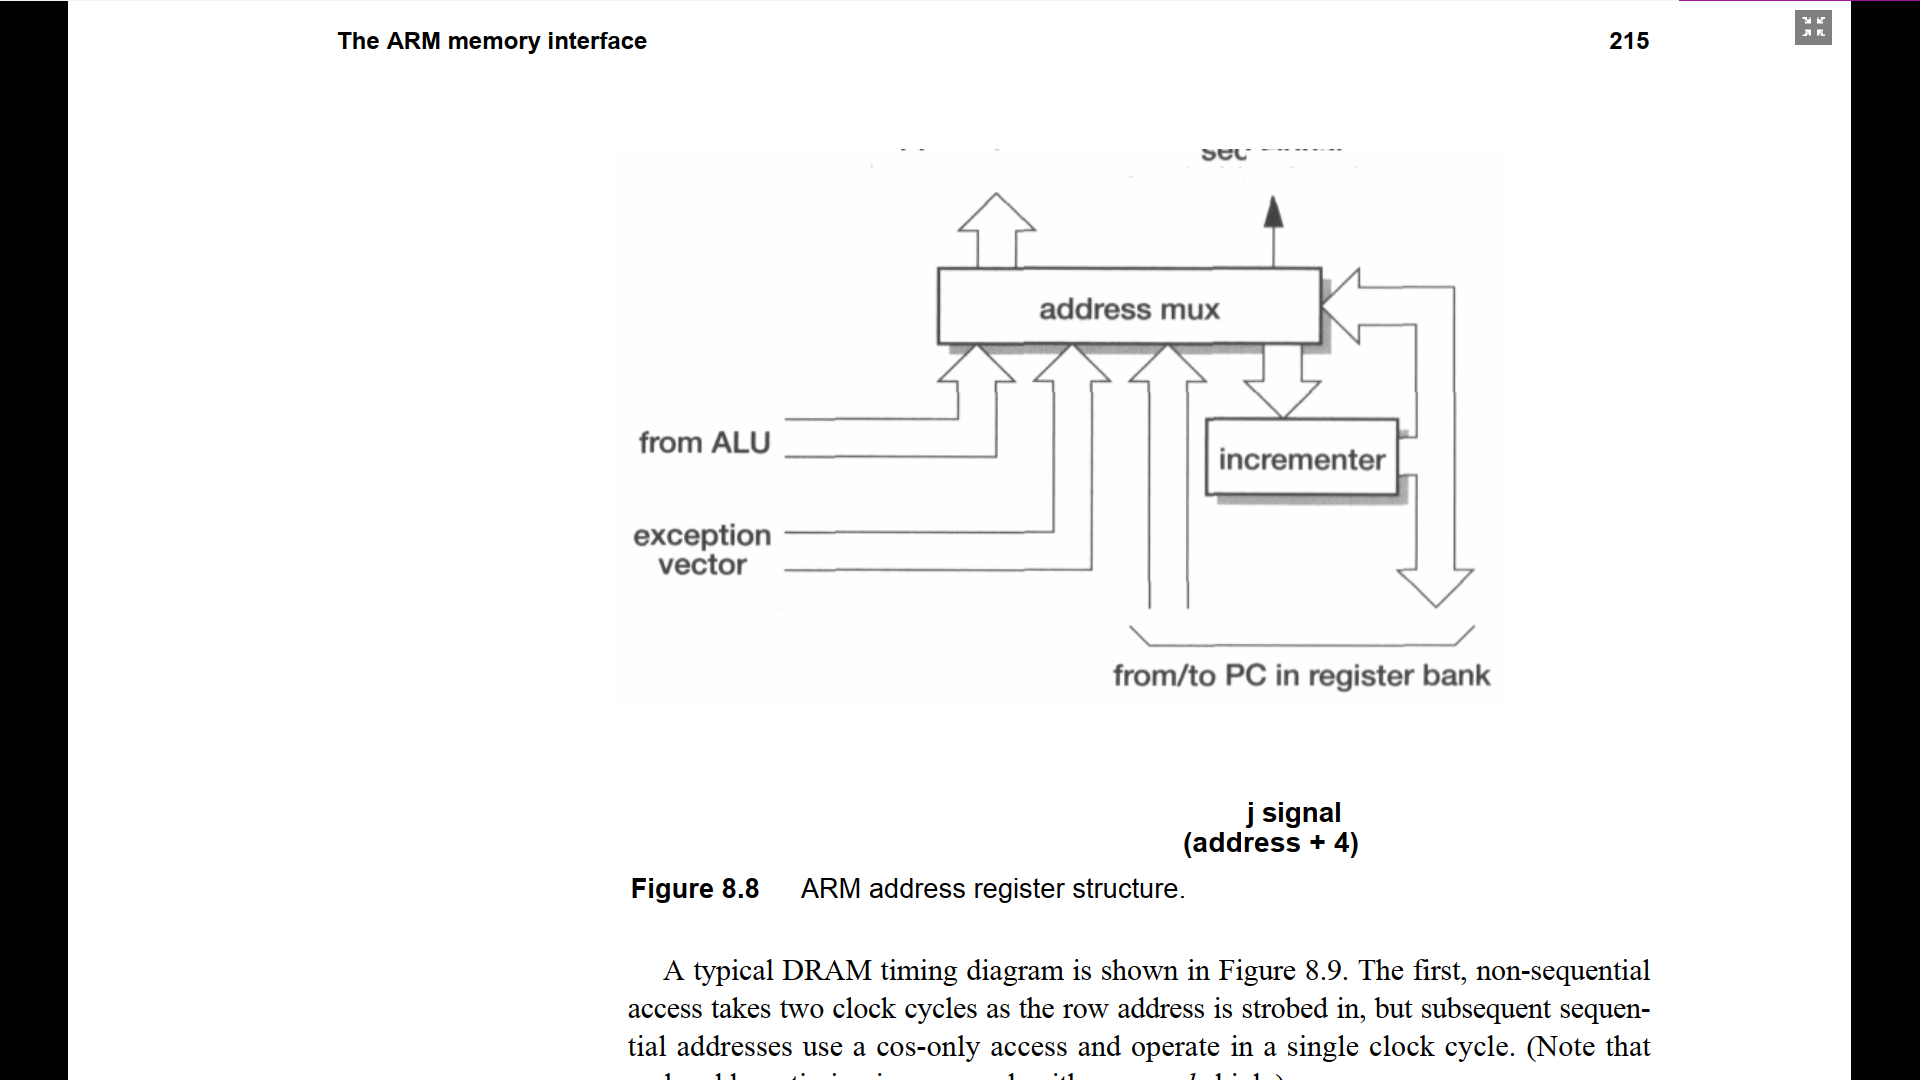 The ARM memory interface 215
address mux
from ALU
incrementer
exception
vector
from/to PC in register bank
j signal
(address + 4)
Figure 8.8 ARM address register structure.
A typical DRAM timing diagram is shown in Figure 8.9. The first, non-sequential
access takes two clock cycles as the row address is strobed in, but subsequent sequen-
tial addresses use a cos-only access and operate in a single clock cycle. (Note that